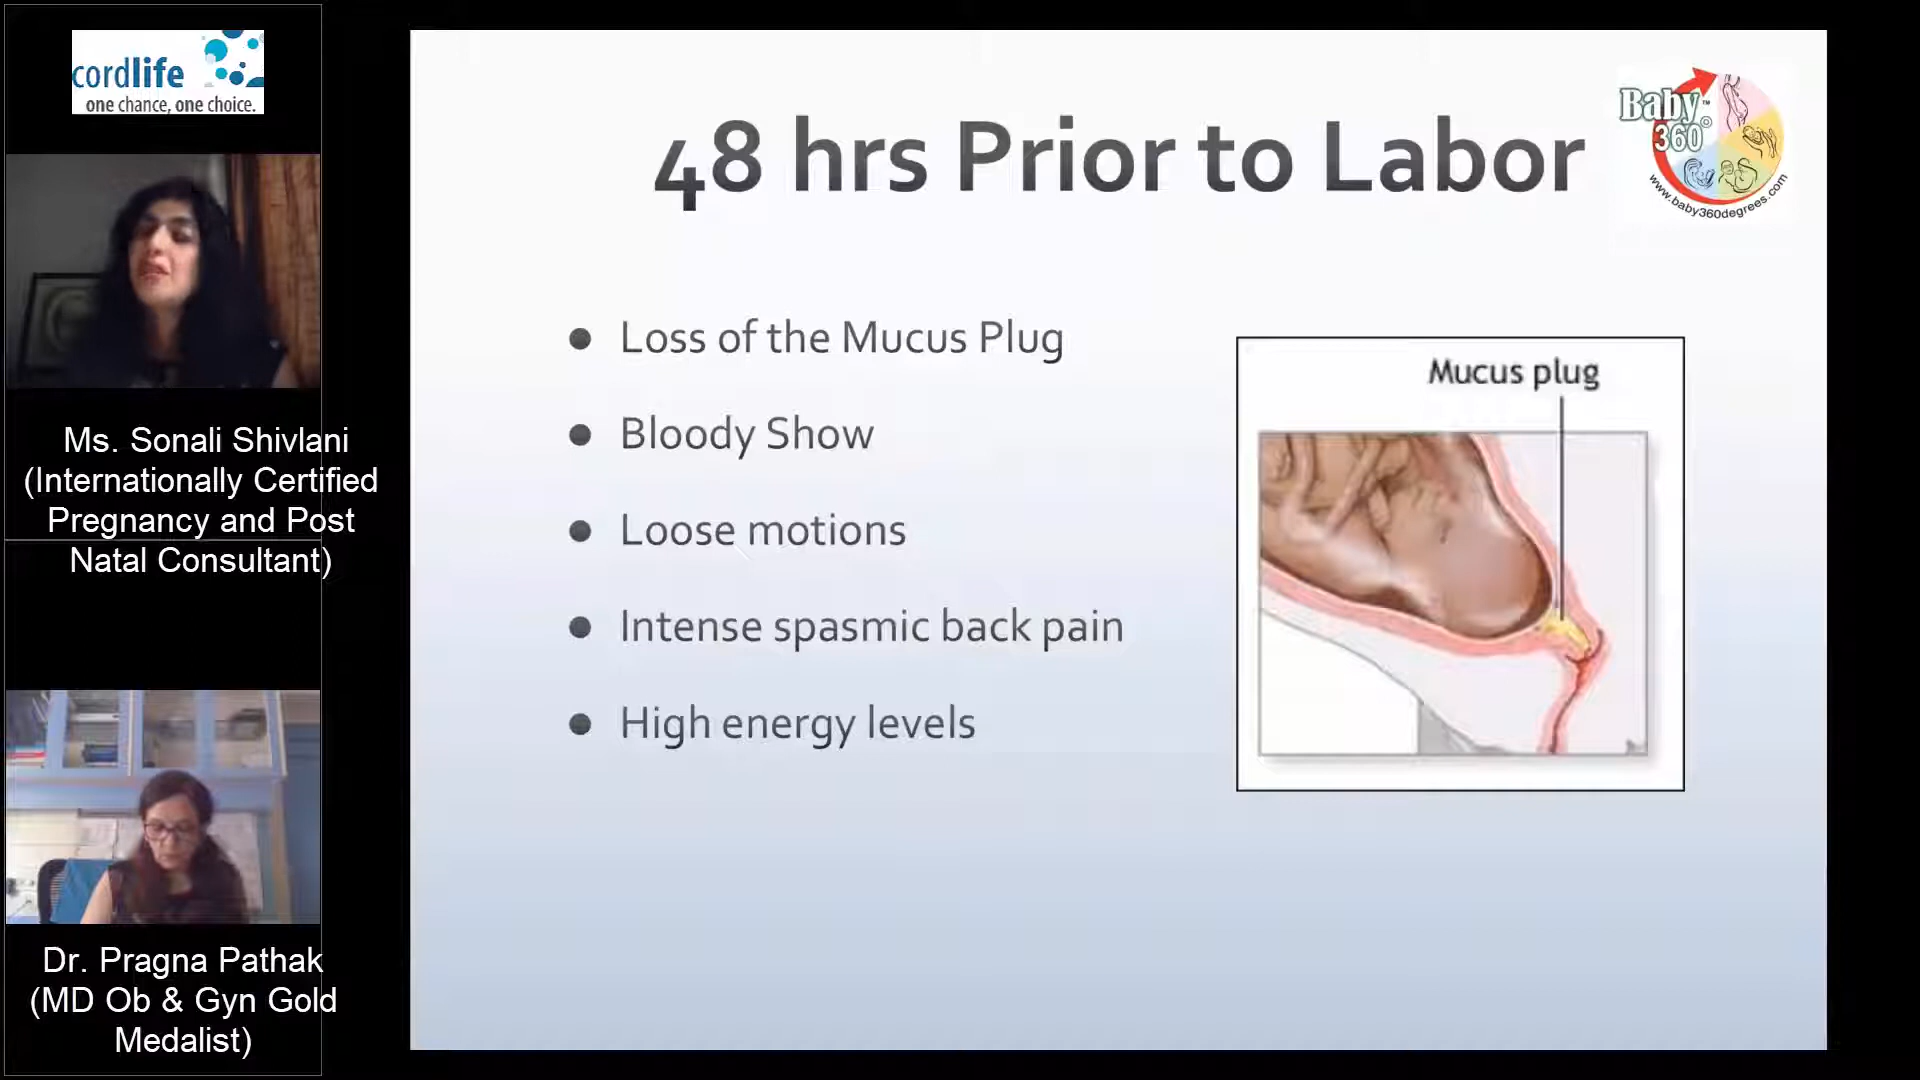 cordlife
one chance, one choice.
Ms. Sonali Shivlani
(Internationally Certified
Pregnancy and Post
Natal Consultant)
Dr. Pragna Pathak
(MD Ob & Gyn Gold
Medalist)
48 hrs Prior to Labor
Baby™
360°
www.baby360degrees.com
● Loss of the Mucus Plug
● Bloody Show
● Loose motions
● Intense spasmic back pain
● High energy levels
Mucus plug